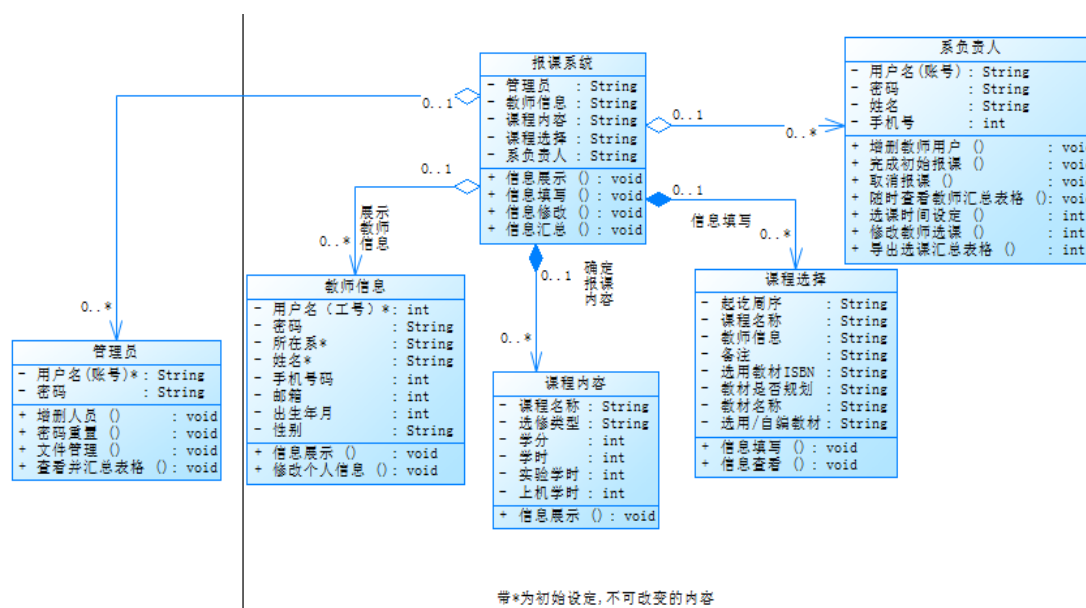 报课系统
- 管理员 : String
- 教师信息 : String
- 课程内容 : String
- 课程选择 : String
- 系负责人 : String
+ 信息展示 () : void
+ 信息填写 () : void
+ 信息修改 () : void
+ 信息汇总 () : void
系负责人
- 用户名(账号) : String
- 密码 : String
- 姓名 : String
- 手机号 : int
+ 增删教师用户 () : voi
+ 完成初始报课 () : voi
+ 取消报课 () : voi
+ 随时查看教师汇总表格 () : voi
+ 选课时间设定 () : int
+ 修改教师选课 () : int
+ 导出选课汇总表格 () : int
0..1
0..*
0..1
0..*
0..1
展示
教师
信息
0..*
0..1
信息填写
0..*
0..1
确定
报课
内容
0..*
教师信息
- 用户名（工号）* : int
- 密码 : String
- 所在系* : String
- 姓名* : String
- 手机号码 : int
- 邮箱 : int
- 出生年月 : int
- 性别 : String
+ 信息展示 () : void
+ 修改个人信息 () : void
课程选择
- 起讫周序 : String
- 课程名称 : String
- 教师信息 : String
- 备注 : String
- 选用教材ISBN : String
- 教材是否规划 : String
- 教材名称 : String
- 选用/自编教材 : String
+ 信息填写 () : void
+ 信息查看 () : void
管理员
- 用户名(账号)* : String
- 密码 : String
+ 增删人员 () : void
+ 密码重置 () : void
+ 文件管理 () : void
+ 查看并汇总表格 () : void
课程内容
- 课程名称 : String
- 选修类型 : String
- 学分 : int
- 学时 : int
- 实验学时 : int
- 上机学时 : int
+ 信息展示 () : void
带*为初始设定,不可改变的内容